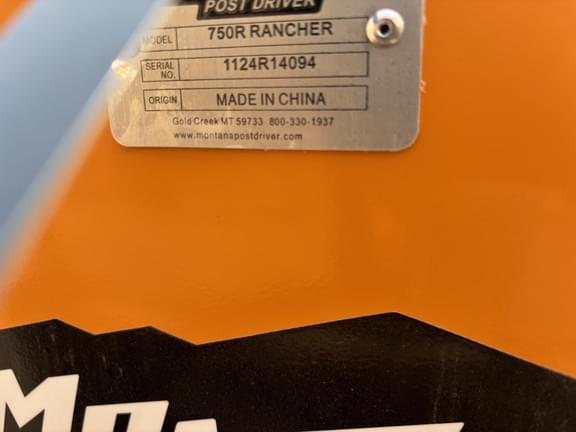 POST DRIVER
MODEL 750R RANCHER
SERIAL NO. 1124R14094
ORIGIN MADE IN CHINA
Gold Creek MT 59733 800-330-1937
www.montanapostdriver.com